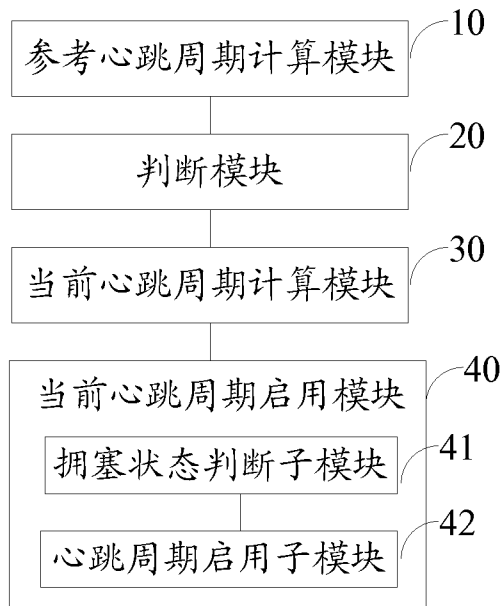 10
参考心跳周期计算模块
20
判断模块
30
当前心跳周期计算模块
40
当前心跳周期启用模块
41
拥塞状态判断子模块
42
心跳周期启用子模块